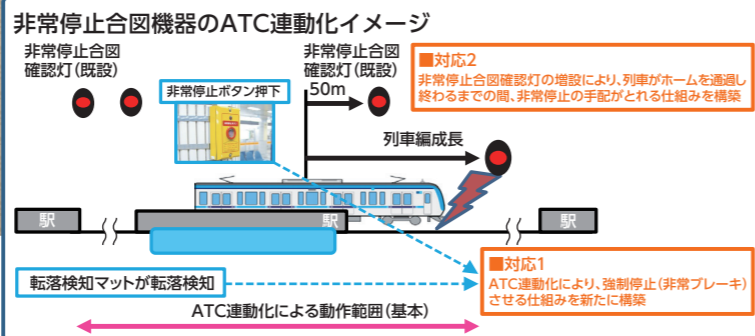 非常停止合図機器のATC連動化イメージ
非常停止合図
確認灯(既設)
非常停止合図
確認灯(既設)
50m
非常停止ボタン押下
■対応2
非常停止合図確認灯の増設により、列車がホームを通過し
終わるまでの間、非常停止の手配がとれる仕組みを構築
列車編成長
駅
駅
駅
転落検知マットが転落検知
■対応1
ATC連動化により、強制停止(非常ブレーキ)
させる仕組みを新たに構築
ATC連動化による動作範囲(基本)